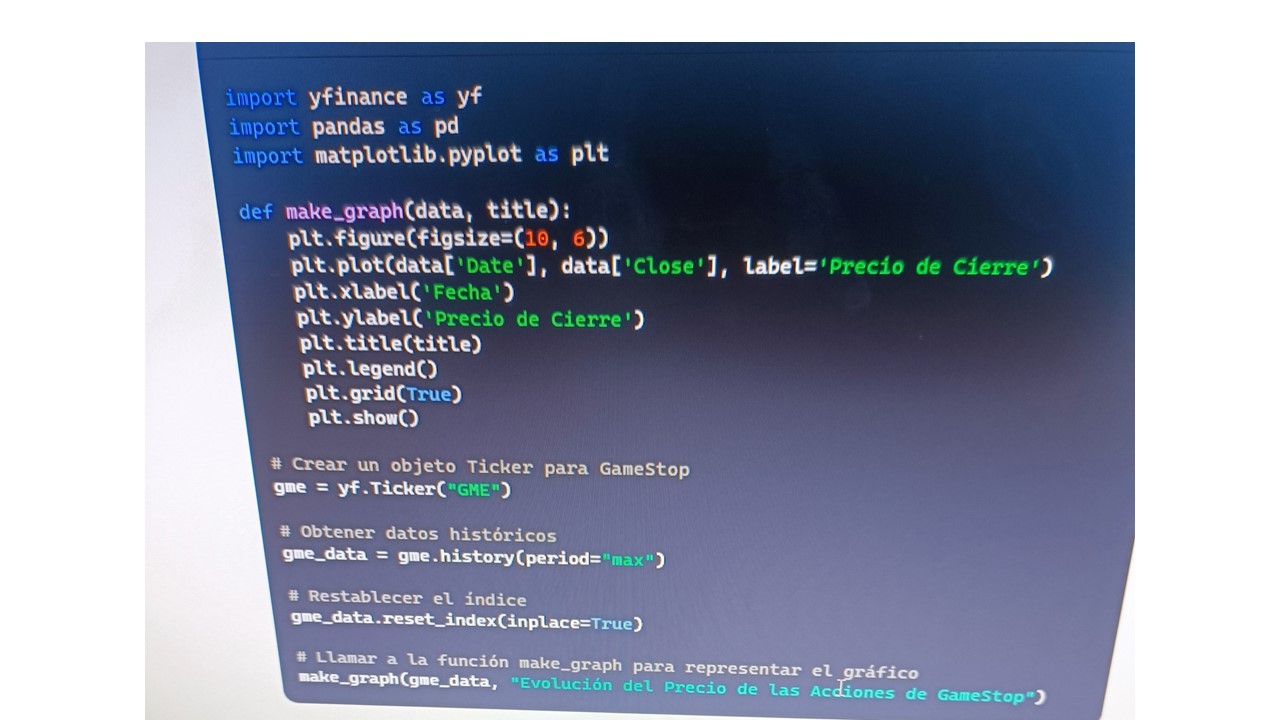 import yfinance as yf
import pandas as pd
import matplotlib.pyplot as plt
def make_graph(data, title):
    plt.figure(figsize=(10, 6))
    plt.plot(data['Date'], data['Close'], label='Precio de Cierre')
    plt.xlabel('Fecha')
    plt.ylabel('Precio de Cierre')
    plt.title(title)
    plt.legend()
    plt.grid(True)
    plt.show()
# Crear un objeto Ticker para GameStop
gme = yf.Ticker("GME")
# Obtener datos históricos
gme_data = gme.history(period="max")
# Restablecer el índice
gme_data.reset_index(inplace=True)
# Llamar a la función make_graph para representar el gráfico
make_graph(gme_data, "Evolución del Precio de las Acciones de GameStop")